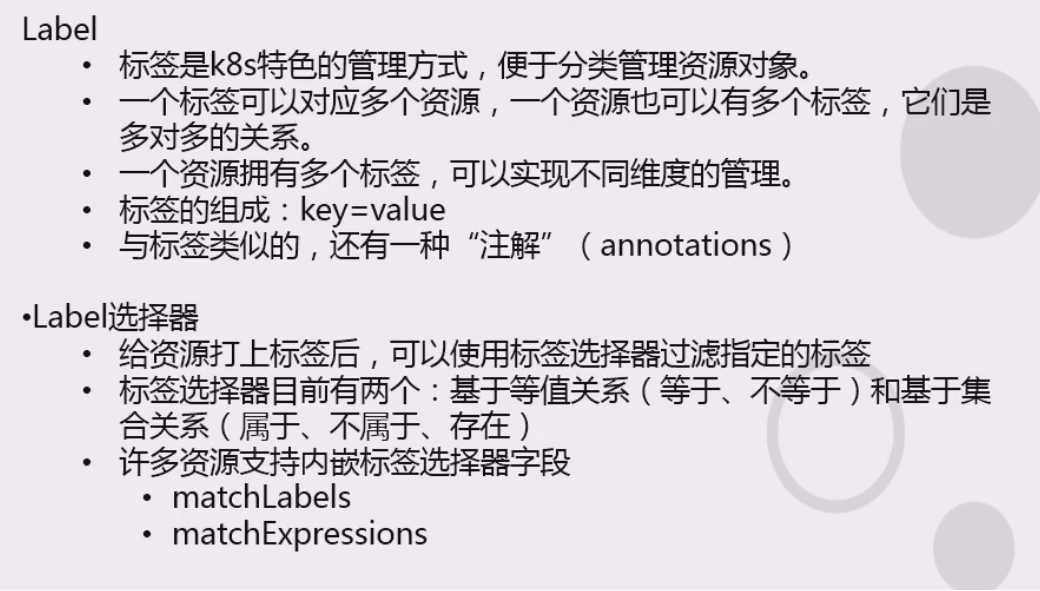 Label
• 标签是k8s特色的管理方式，便于分类管理资源对象。
• 一个标签可以对应多个资源，一个资源也可以有多个标签，它们是
多对多的关系。
• 一个资源拥有多个标签，可以实现不同维度的管理。
• 标签的组成：key=value
• 与标签类似的，还有一种“注解”（annotations）
•Label选择器
• 给资源打上标签后，可以使用标签选择器过滤指定的标签
• 标签选择器目前有两个：基于等值关系（等于、不等于）和基于集
合关系（属于、不属于、存在）
• 许多资源支持内嵌标签选择器字段
• matchLabels
• matchExpressions